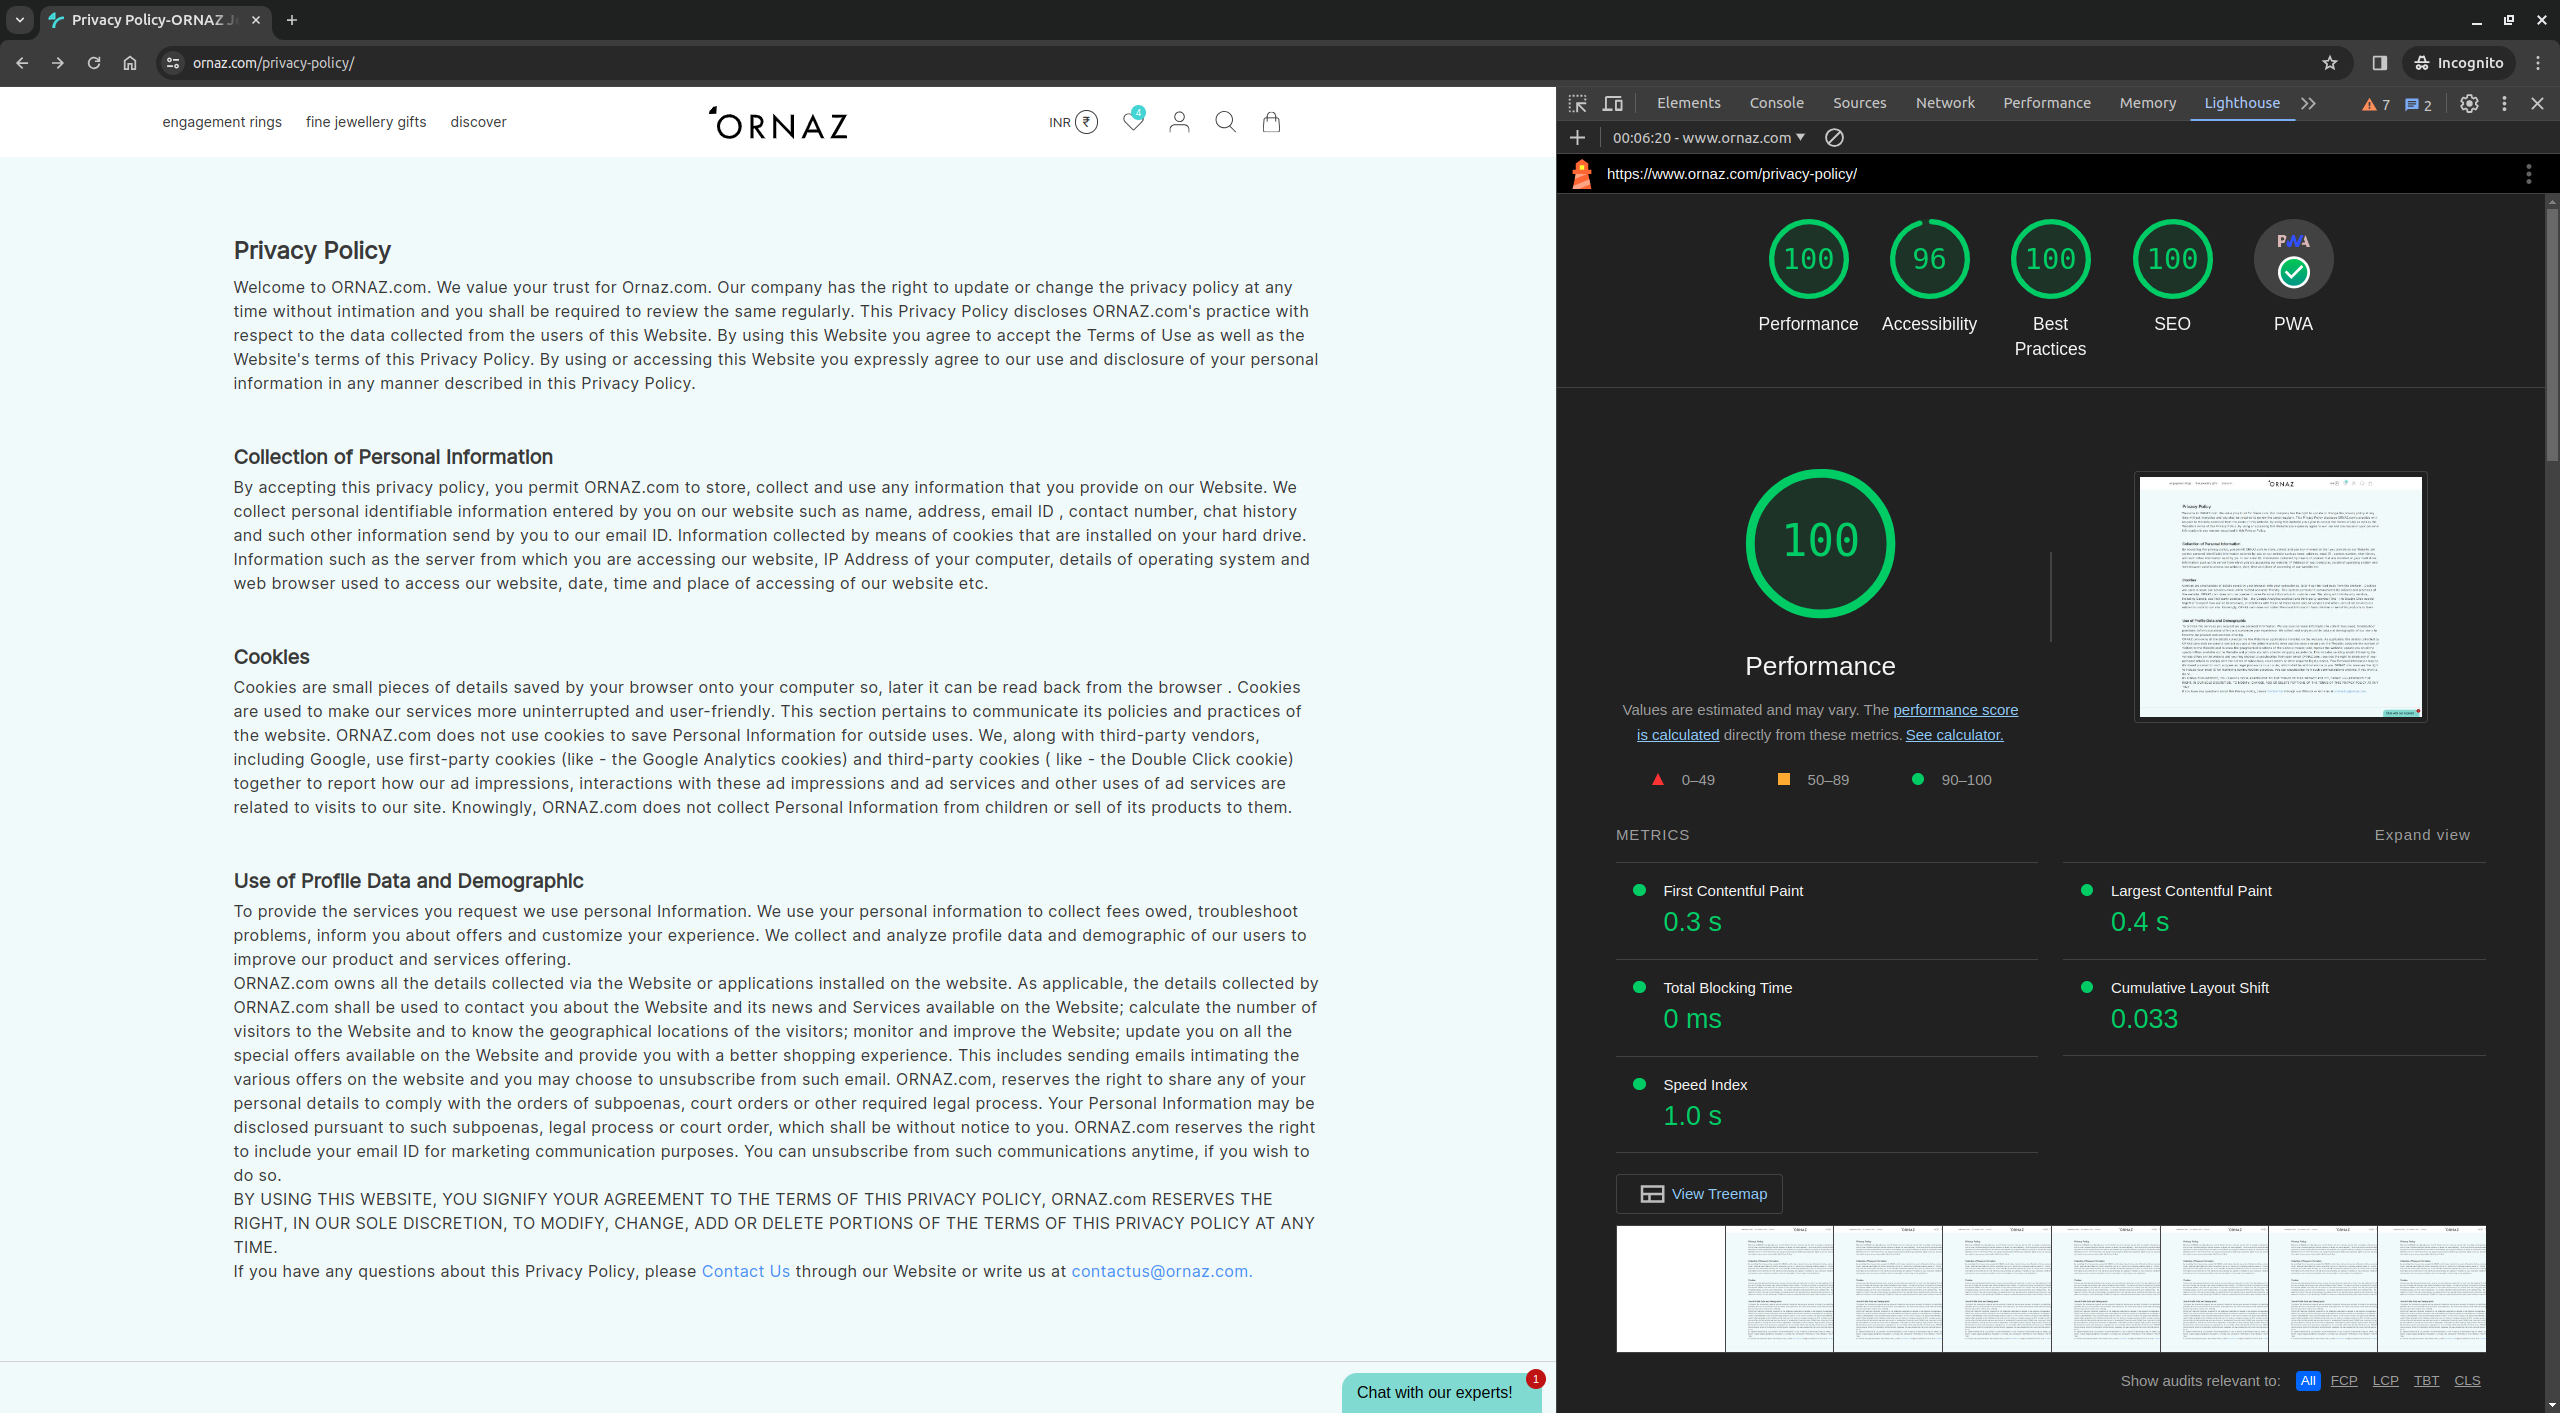 Privacy Policy-ORNAZ J
ornaz.com/privacy-policy/
Incognito
engagement rings
fine jewellery gifts
discover
ORNAZ
INR ₹
4
Privacy Policy
Welcome to ORNAZ.com. We value your trust for Ornaz.com. Our company has the right to update or change the privacy policy at any
time without intimation and you shall be required to review the same regularly. This Privacy Policy discloses ORNAZ.com's practice with
respect to the data collected from the users of this Website. By using this Website you agree to accept the Terms of Use as well as the
Website's terms of this Privacy Policy. By using or accessing this Website you expressly agree to our use and disclosure of your personal
information in any manner described in this Privacy Policy.
Collection of Personal Information
By accepting this privacy policy, you permit ORNAZ.com to store, collect and use any information that you provide on our Website. We
collect personal identifiable information entered by you on our website such as name, address, email ID , contact number, chat history
and such other information send by you to our email ID. Information collected by means of cookies that are installed on your hard drive.
Information such as the server from which you are accessing our website, IP Address of your computer, details of operating system and
web browser used to access our website, date, time and place of accessing of our website etc.
Cookies
Cookies are small pieces of details saved by your browser onto your computer so, later it can be read back from the browser . Cookies
are used to make our services more uninterrupted and user-friendly. This section pertains to communicate its policies and practices of
the website. ORNAZ.com does not use cookies to save Personal Information for outside uses. We, along with third-party vendors,
including Google, use first-party cookies (like - the Google Analytics cookies) and third-party cookies ( like - the Double Click cookie)
together to report how our ad impressions, interactions with these ad impressions and ad services and other uses of ad services are
related to visits to our site. Knowingly, ORNAZ.com does not collect Personal Information from children or sell of its products to them.
Use of Profile Data and Demographic
To provide the services you request we use personal Information. We use your personal information to collect fees owed, troubleshoot
problems, inform you about offers and customize your experience. We collect and analyze profile data and demographic of our users to
improve our product and services offering.
ORNAZ.com owns all the details collected via the Website or applications installed on the website. As applicable, the details collected by
ORNAZ.com shall be used to contact you about the Website and its news and Services available on the Website; calculate the number of
visitors to the Website and to know the geographical locations of the visitors; monitor and improve the Website; update you on all the
special offers available on the Website and provide you with a better shopping experience. This includes sending emails intimating the
various offers on the website and you may choose to unsubscribe from such email. ORNAZ.com, reserves the right to share any of your
personal details to comply with the orders of subpoenas, court orders or other required legal process. Your Personal Information may be
disclosed pursuant to such subpoenas, legal process or court order, which shall be without notice to you. ORNAZ.com reserves the right
to include your email ID for marketing communication purposes. You can unsubscribe from such communications anytime, if you wish to
do so.
BY USING THIS WEBSITE, YOU SIGNIFY YOUR AGREEMENT TO THE TERMS OF THIS PRIVACY POLICY, ORNAZ.com RESERVES THE
RIGHT, IN OUR SOLE DISCRETION, TO MODIFY, CHANGE, ADD OR DELETE PORTIONS OF THE TERMS OF THIS PRIVACY POLICY AT ANY
TIME.
If you have any questions about this Privacy Policy, please Contact Us through our Website or write us at contactus@ornaz.com.
Chat with our experts!
1
Elements Console Sources Network Performance Memory Lighthouse 7 2
00:06:20 - www.ornaz.com
https://www.ornaz.com/privacy-policy/
100 96 100 100 PWA
Performance Accessibility Best Practices SEO PWA
100
Performance
Values are estimated and may vary. The performance score
is calculated directly from these metrics. See calculator.
0–49 50–89 90–100
METRICS
Expand view
First Contentful Paint
0.3 s
Largest Contentful Paint
0.4 s
Total Blocking Time
0 ms
Cumulative Layout Shift
0.033
Speed Index
1.0 s
View Treemap
Show audits relevant to: All FCP LCP TBT CLS